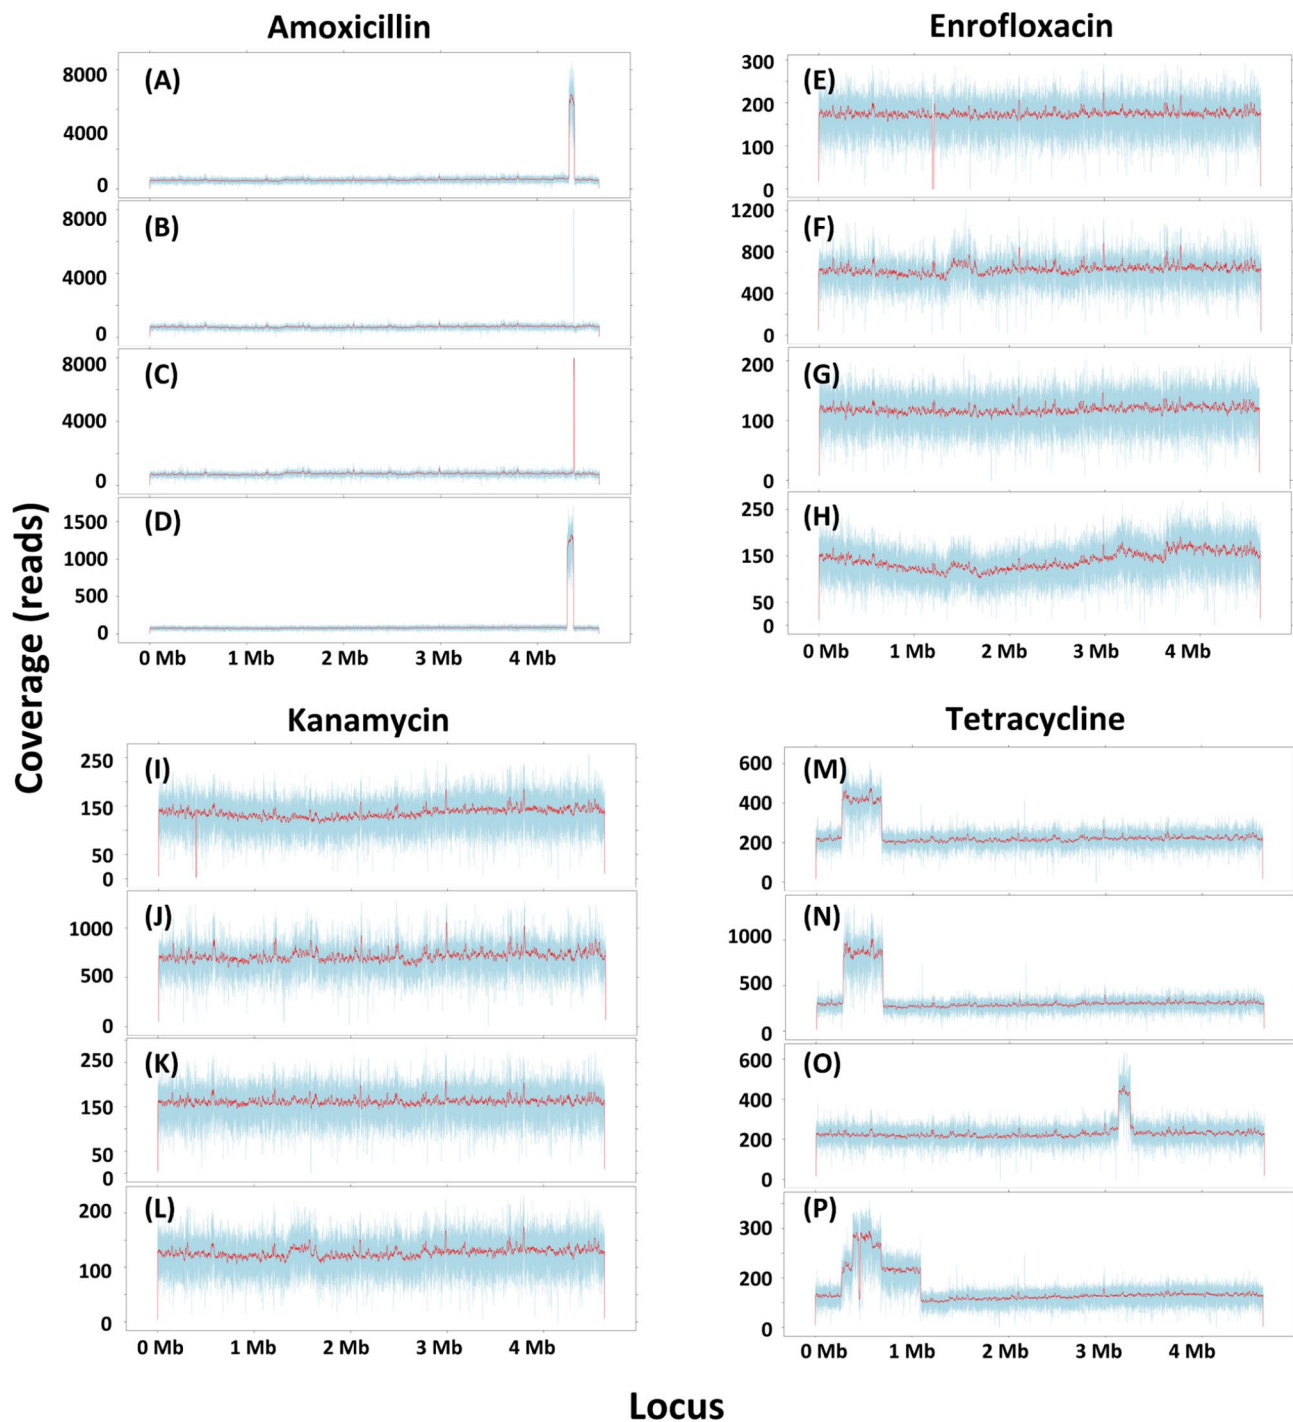 Amoxicillin
(A)
8000
4000
0
(B)
8000
4000
0
(C)
8000
4000
0
(D)
1500
1000
500
0
0 Mb 1 Mb 2 Mb 3 Mb 4 Mb
Enrofloxacin
(E)
300
200
100
0
(F)
1200
800
400
0
(G)
200
100
0
(H)
250
150
50
0
0 Mb 1 Mb 2 Mb 3 Mb 4 Mb
Coverage (reads)
Kanamycin
(I)
250
150
50
0
(J)
1000
500
0
(K)
250
150
50
0
(L)
200
100
0
0 Mb 1 Mb 2 Mb 3 Mb 4 Mb
Tetracycline
(M)
600
400
200
0
(N)
1000
500
0
(O)
600
400
200
0
(P)
300
200
0
0 Mb 1 Mb 2 Mb 3 Mb 4 Mb
Locus